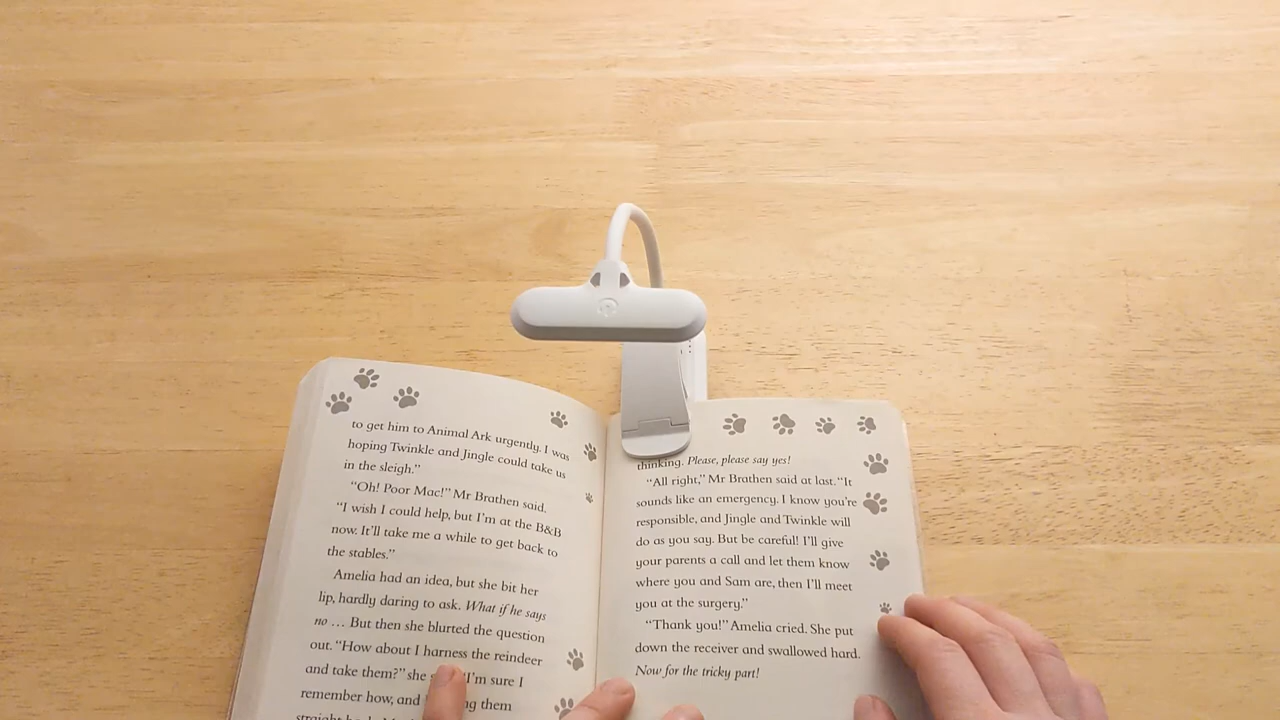 to get him to Animal Ark urgently. I was
hoping Twinkle and Jingle could take us
in the sleigh.”
“Oh! Poor Mac!” Mr Brathen said.
“I wish I could help, but I’m at the B&B
now. It’ll take me a while to get back to
the stables.”
Amelia had an idea, but she bit her
lip, hardly daring to ask. What if he says
no … But then she blurted the question
out. “How about I harness the reindeer
and take them?” she I’m sure I
remember how, and them
thinking. Please, please say yes!
“All right,” Mr Brathen said at last. “It
sounds like an emergency. I know you’re
responsible, and Jingle and Twinkle will
do as you say. But be careful! I’ll give
your parents a call and let them know
where you and Sam are, then I’ll meet
you at the surgery.”
“Thank you!” Amelia cried. She put
down the receiver and swallowed hard.
Now for the tricky part!